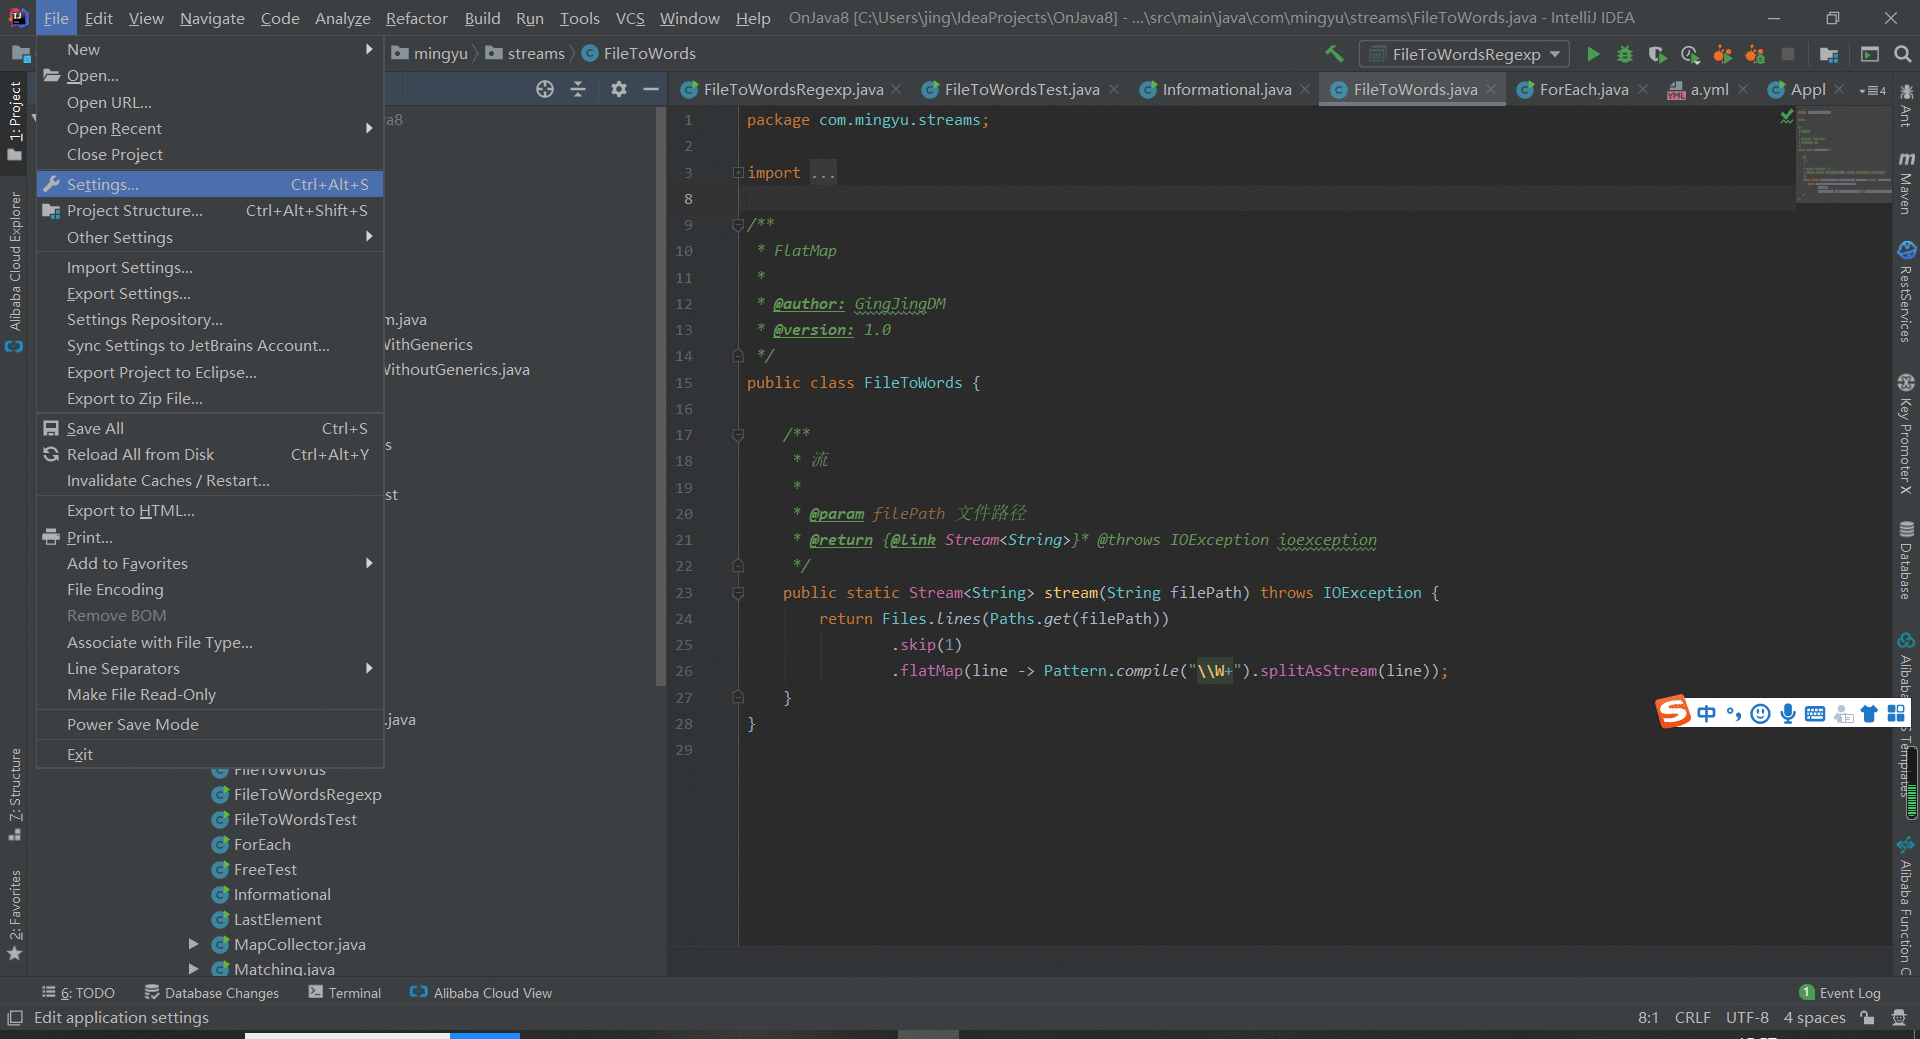 File Edit View Navigate Code Analyze Refactor Build Run Tools VCS Window Help OnJava8 [C:\Users\jing\IdeaProjects\OnJava8] - ...\src\main\java\com\mingyu\streams\FileToWords.java - IntelliJ IDEA
mingyu streams FileToWords FileToWordsRegexp
FileToWordsRegexp.java FileToWordsTest.java Informational.java FileToWords.java ForEach.java a.yml Appl 4
New
Open...
Open URL...
Open Recent
Close Project
Settings... Ctrl+Alt+S
Project Structure... Ctrl+Alt+Shift+S
Other Settings
Import Settings...
Export Settings...
Settings Repository...
Sync Settings to JetBrains Account...
Export Project to Eclipse...
Export to Zip File...
Save All Ctrl+S
Reload All from Disk Ctrl+Alt+Y
Invalidate Caches / Restart...
Export to HTML...
Print...
Add to Favorites
File Encoding
Remove BOM
Associate with File Type...
Line Separators
Make File Read-Only
Power Save Mode
Exit
1: Project
Alibaba Cloud Explorer
7: Structure
2: Favorites
a8
m.java
WithGenerics
WithoutGenerics.java
s
st
.java
FileToWords
FileToWordsRegexp
FileToWordsTest
ForEach
FreeTest
Informational
LastElement
MapCollector.java
Matching.java
1 package com.mingyu.streams;
2
3 import ...
8
9 /**
10 * FlatMap
11 *
12 * @author: GingJingDM
13 * @version: 1.0
14 */
15 public class FileToWords {
16
17 /**
18 * 流
19 *
20 * @param filePath 文件路径
21 * @return {@link Stream<String>}* @throws IOException ioexception
22 */
23 public static Stream<String> stream(String filePath) throws IOException {
24 return Files.lines(Paths.get(filePath))
25 .skip(1)
26 .flatMap(line -> Pattern.compile("\\W+").splitAsStream(line));
27 }
28 }
29
Ant
Maven
RestServices
Key Promoter X
Database
Alibaba
S Templates
Alibaba Function C
中
6: TODO Database Changes Terminal Alibaba Cloud View 1 Event Log
Edit application settings 8:1 CRLF UTF-8 4 spaces